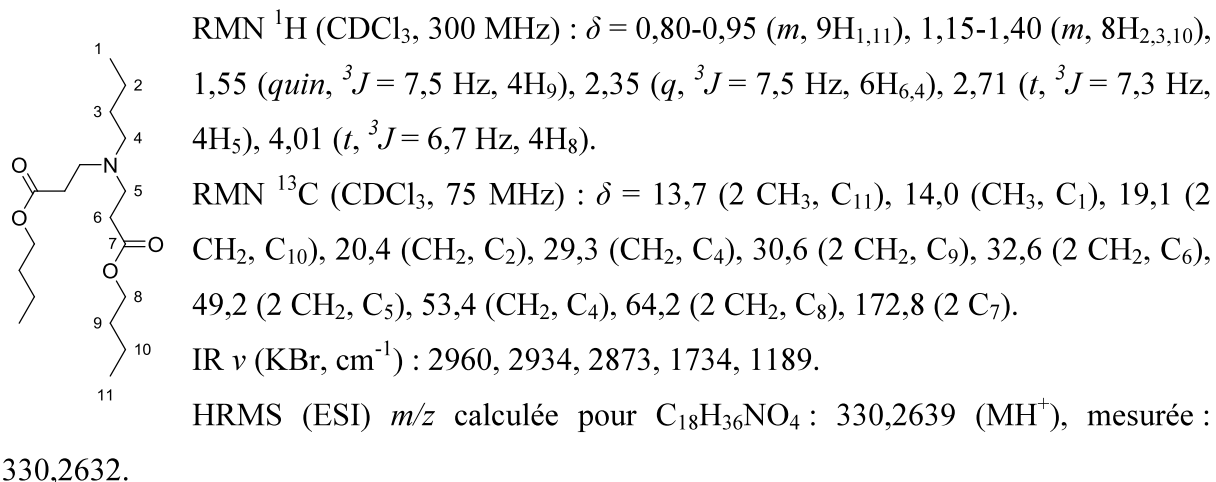 RMN ¹H (CDCl₃, 300 MHz) : δ = 0,80-0,95 (m, 9H₁,₁₁), 1,15-1,40 (m, 8H₂,₃,₁₀),
1,55 (quin, ³J = 7,5 Hz, 4H₉), 2,35 (q, ³J = 7,5 Hz, 6H₆,₄), 2,71 (t, ³J = 7,3 Hz,
4H₅), 4,01 (t, ³J = 6,7 Hz, 4H₈).
RMN ¹³C (CDCl₃, 75 MHz) : δ = 13,7 (2 CH₃, C₁₁), 14,0 (CH₃, C₁), 19,1 (2
CH₂, C₁₀), 20,4 (CH₂, C₂), 29,3 (CH₂, C₄), 30,6 (2 CH₂, C₉), 32,6 (2 CH₂, C₆),
49,2 (2 CH₂, C₅), 53,4 (CH₂, C₄), 64,2 (2 CH₂, C₈), 172,8 (2 C₇).
IR ν (KBr, cm⁻¹) : 2960, 2934, 2873, 1734, 1189.
HRMS (ESI) m/z calculée pour C₁₈H₃₆NO₄ : 330,2639 (MH⁺), mesurée :
330,2632.
1
2
3
4
O
N
5
6
O
7
O
O
8
9
10
11